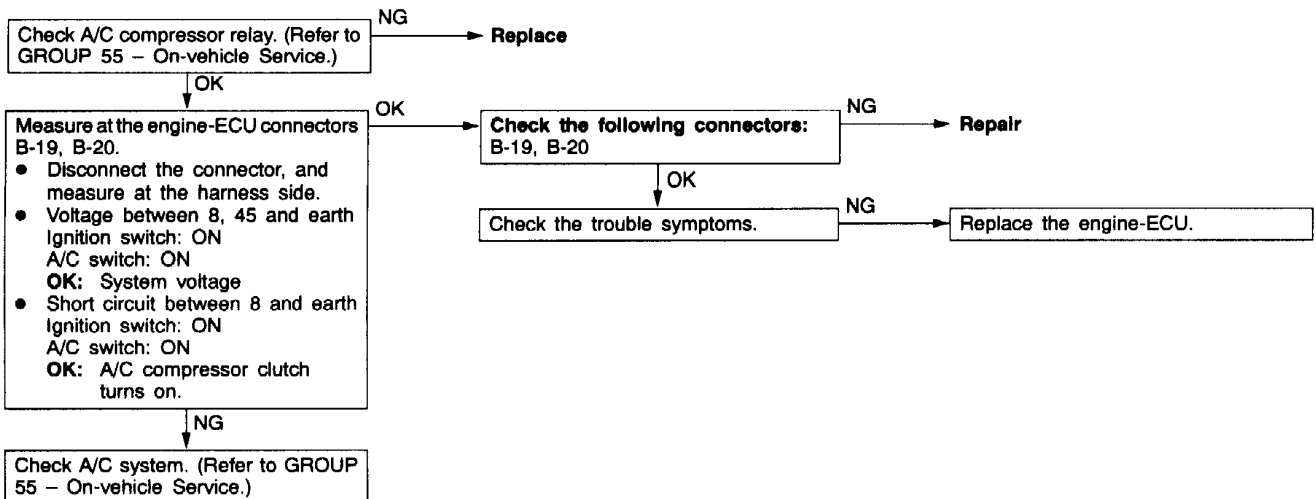 Check A/C compressor relay. (Refer to
GROUP 55 – On-vehicle Service.)
NG
Replace
OK
Measure at the engine-ECU connectors
B-19, B-20.
● Disconnect the connector, and
measure at the harness side.
● Voltage between 8, 45 and earth
Ignition switch: ON
A/C switch: ON
OK: System voltage
● Short circuit between 8 and earth
Ignition switch: ON
A/C switch: ON
OK: A/C compressor clutch
turns on.
OK
Check the following connectors:
B-19, B-20
NG
Repair
OK
Check the trouble symptoms.
NG
Replace the engine-ECU.
NG
Check A/C system. (Refer to GROUP
55 – On-vehicle Service.)